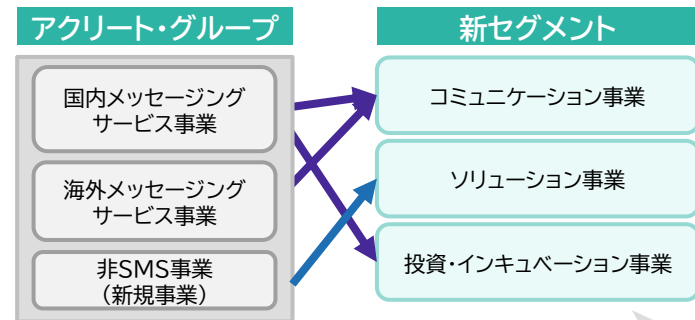 アクリート・グループ
新セグメント
国内メッセージング
サービス事業
海外メッセージング
サービス事業
非SMS事業
（新規事業）
コミュニケーション事業
ソリューション事業
投資・インキュベーション事業